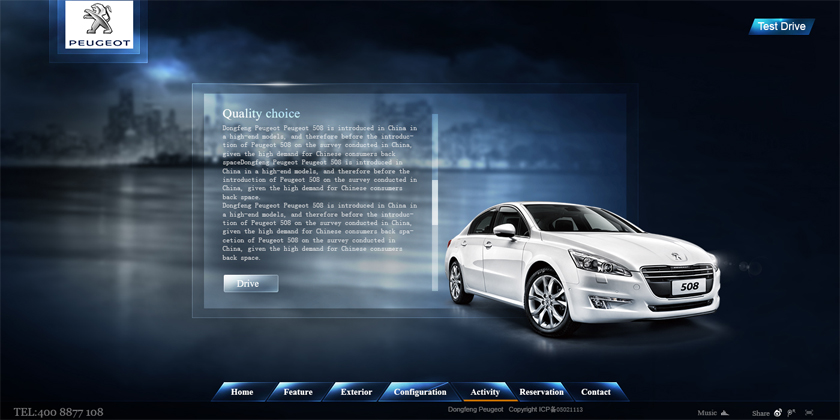 PEUGEOT
Test Drive
Quality choice
Dongfeng Peugeot Peugeot 508 is introduced in China in
a high-end models, and therefore before the introduc-
tion of Peugeot 508 on the survey conducted in China,
given the high demand for Chinese consumers back
spaceDongfeng Peugeot Peugeot 508 is introduced in
China in a high-end models, and therefore before the
introduction of Peugeot 508 on the survey conducted in
China, given the high demand for Chinese consumers
back space.
Dongfeng Peugeot Peugeot 508 is introduced in China in
a high-end models, and therefore before the introduc-
tion of Peugeot 508 on the survey conducted in China,
given the high demand for Chinese consumers back spa-
cetion of Peugeot 508 on the survey conducted in
China, given the high demand for Chinese consumers
back space.
Drive
508
Home Feature Exterior Configuration Activity Reservation Contact
TEL:400 8877 108
Dongfeng Peugeot Copyright ICP备05021113
Music
Share